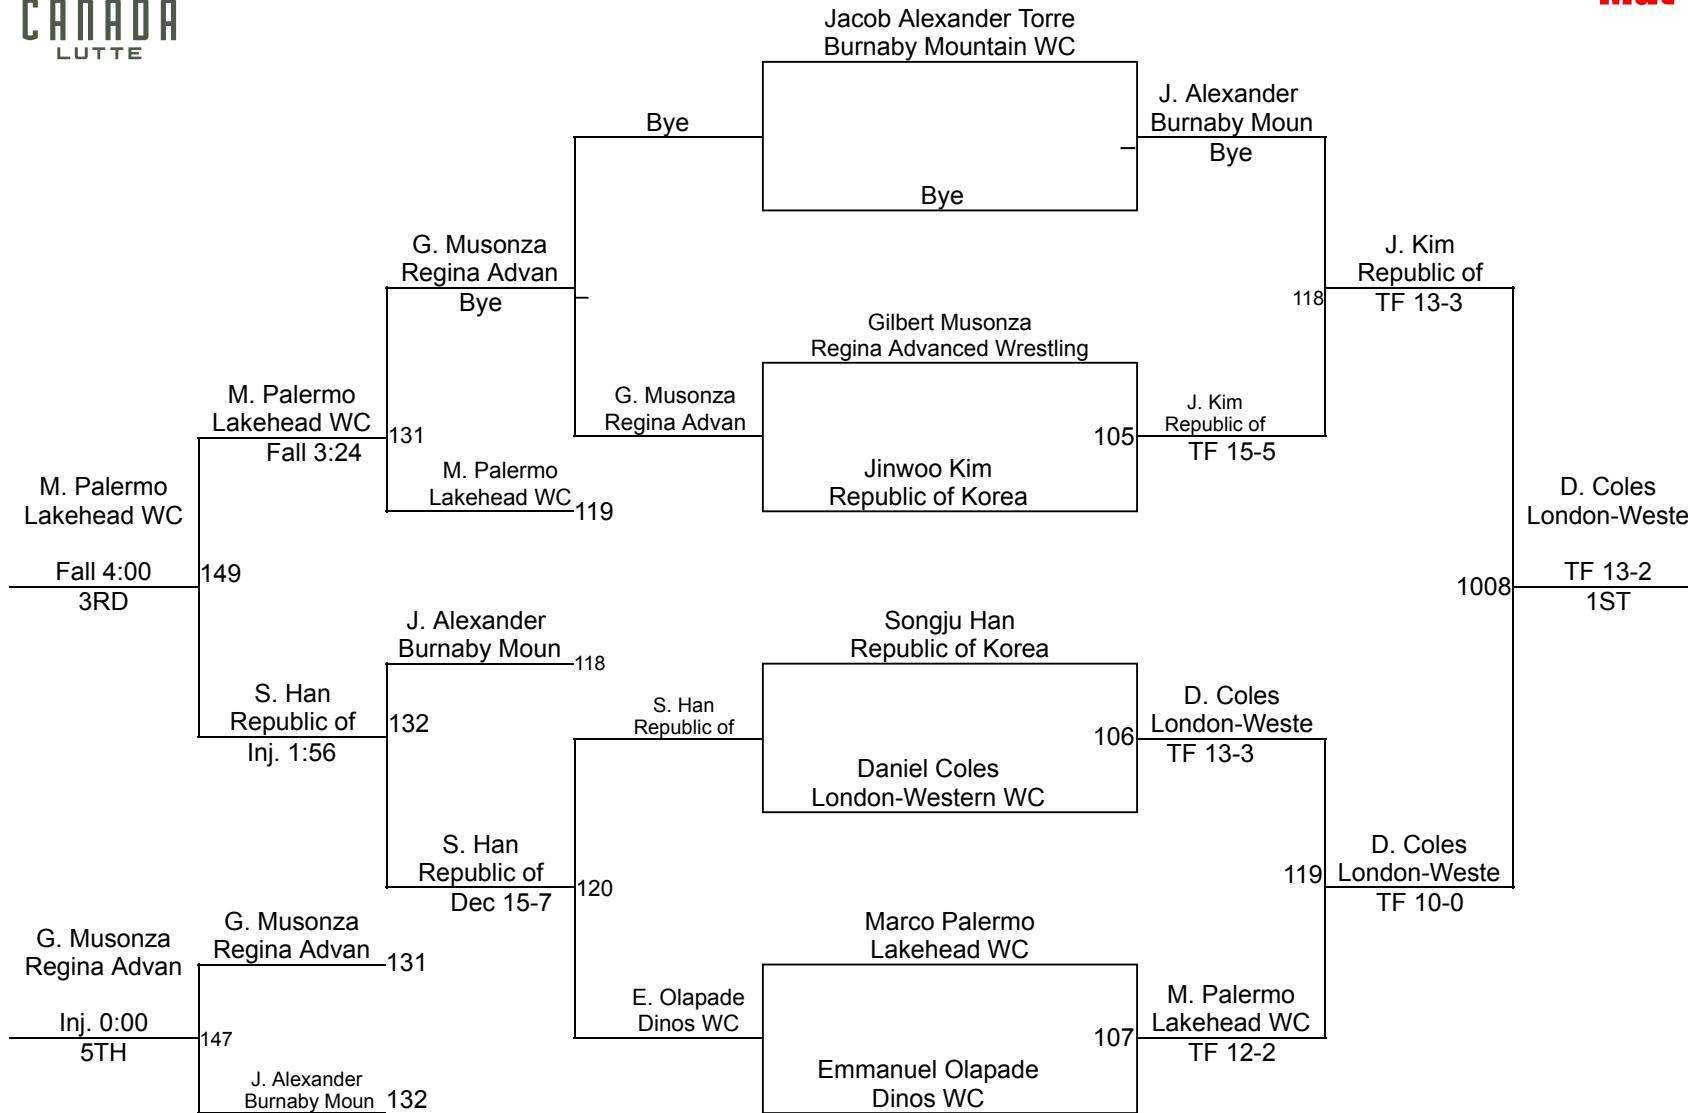 CANADA
LUTTE
Jacob Alexander Torre
Burnaby Mountain WC
Bye
J. Alexander
Burnaby Moun
Bye
Bye
G. Musonza
Regina Advan
Bye
J. Kim
Republic of
TF 13-3
118
Gilbert Musonza
Regina Advanced Wrestling
M. Palermo
Lakehead WC
Fall 3:24
131
G. Musonza
Regina Advan
105
J. Kim
Republic of
TF 15-5
Jinwoo Kim
Republic of Korea
M. Palermo
Lakehead WC
119
M. Palermo
Lakehead WC
Fall 4:00
3RD
149
D. Coles
London-Weste
TF 13-2
1ST
1008
J. Alexander
Burnaby Moun
118
Songju Han
Republic of Korea
S. Han
Republic of
Inj. 1:56
132
S. Han
Republic of
106
D. Coles
London-Weste
TF 13-3
Daniel Coles
London-Western WC
S. Han
Republic of
Dec 15-7
120
119
D. Coles
London-Weste
TF 10-0
Marco Palermo
Lakehead WC
G. Musonza
Regina Advan
Inj. 0:00
5TH
G. Musonza
Regina Advan
131
147
E. Olapade
Dinos WC
107
M. Palermo
Lakehead WC
TF 12-2
Emmanuel Olapade
Dinos WC
J. Alexander
Burnaby Moun
132